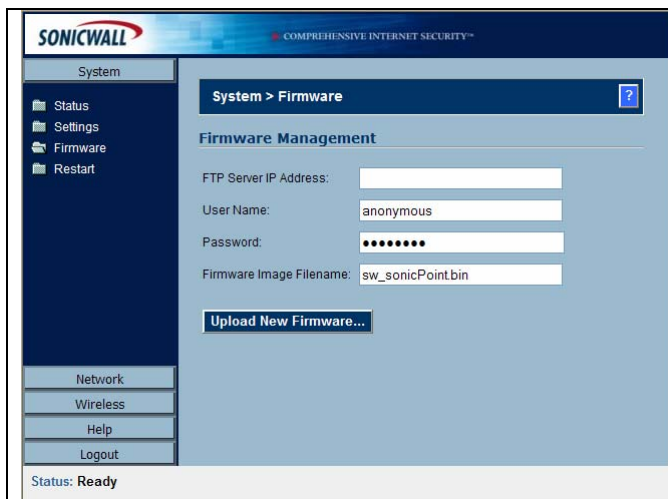 SONICWALL
COMPREHENSIVE INTERNET SECURITY™
System
Status
Settings
Firmware
Restart
System > Firmware
?
Firmware Management
FTP Server IP Address:
User Name: anonymous
Password: ●●●●●●●●
Firmware Image Filename: sw_sonicPoint.bin
Upload New Firmware...
Network
Wireless
Help
Logout
Status: Ready